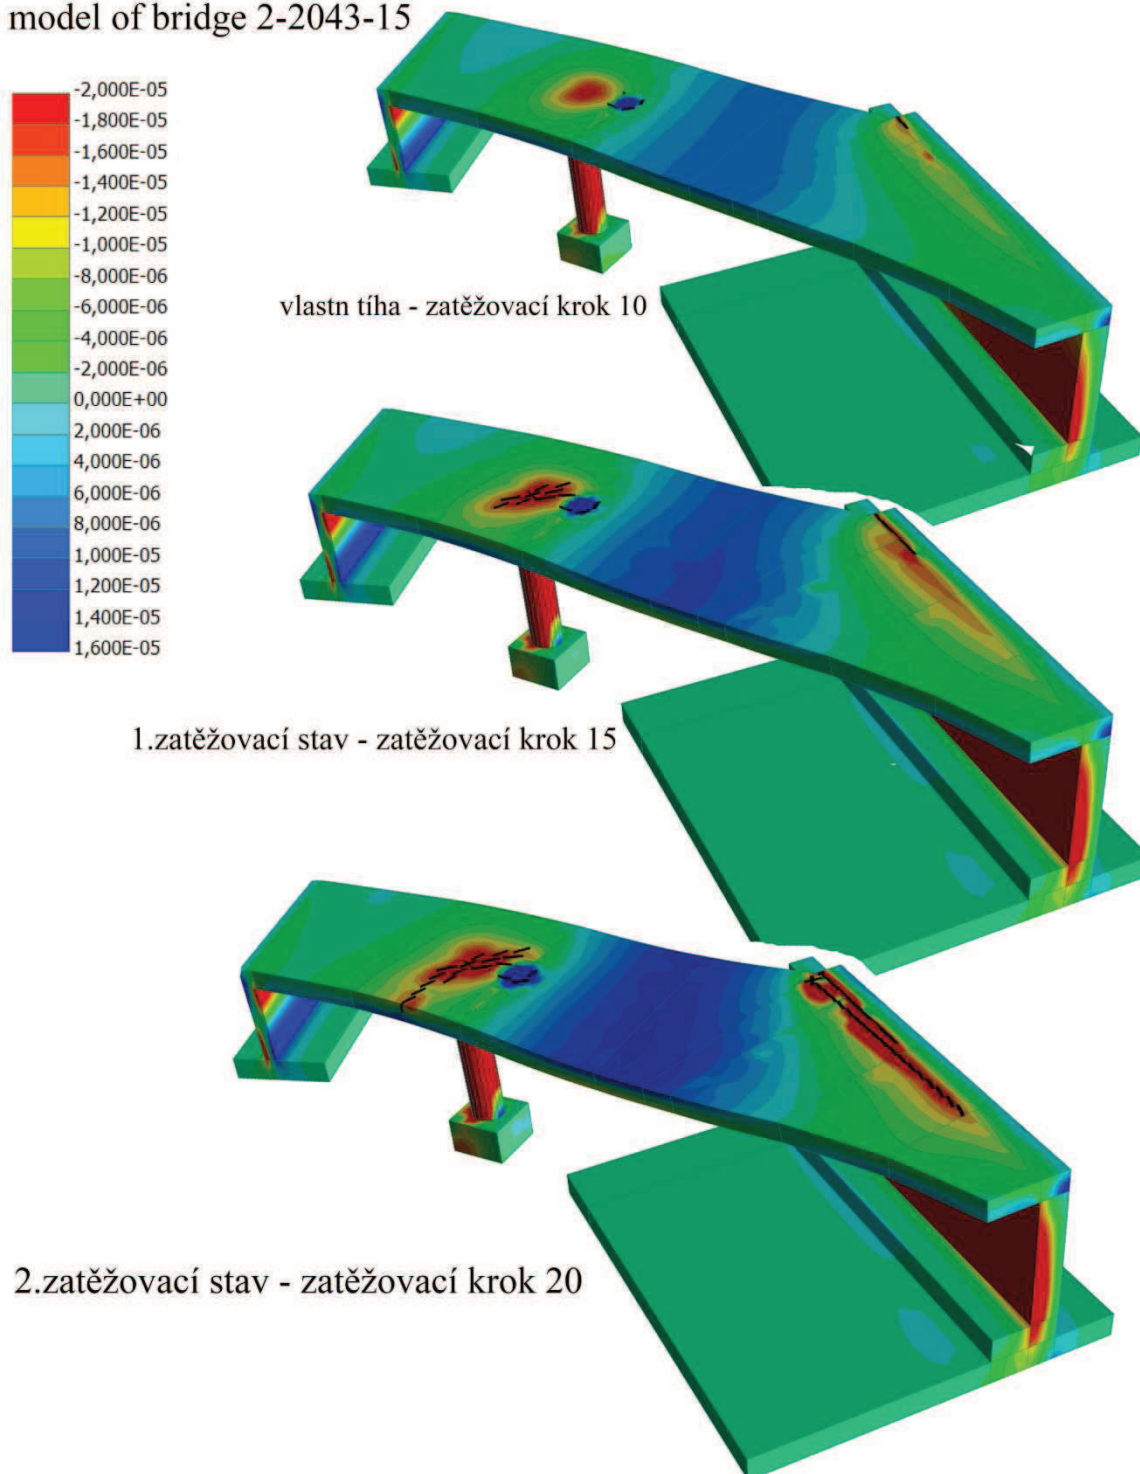 model of bridge 2-2043-15
-2,000E-05
-1,800E-05
-1,600E-05
-1,400E-05
-1,200E-05
-1,000E-05
-8,000E-06
-6,000E-06
-4,000E-06
-2,000E-06
0,000E+00
2,000E-06
4,000E-06
6,000E-06
8,000E-06
1,000E-05
1,200E-05
1,400E-05
1,600E-05
vlastn tíha - zatěžovací krok 10
1.zatěžovací stav - zatěžovací krok 15
2.zatěžovací stav - zatěžovací krok 20